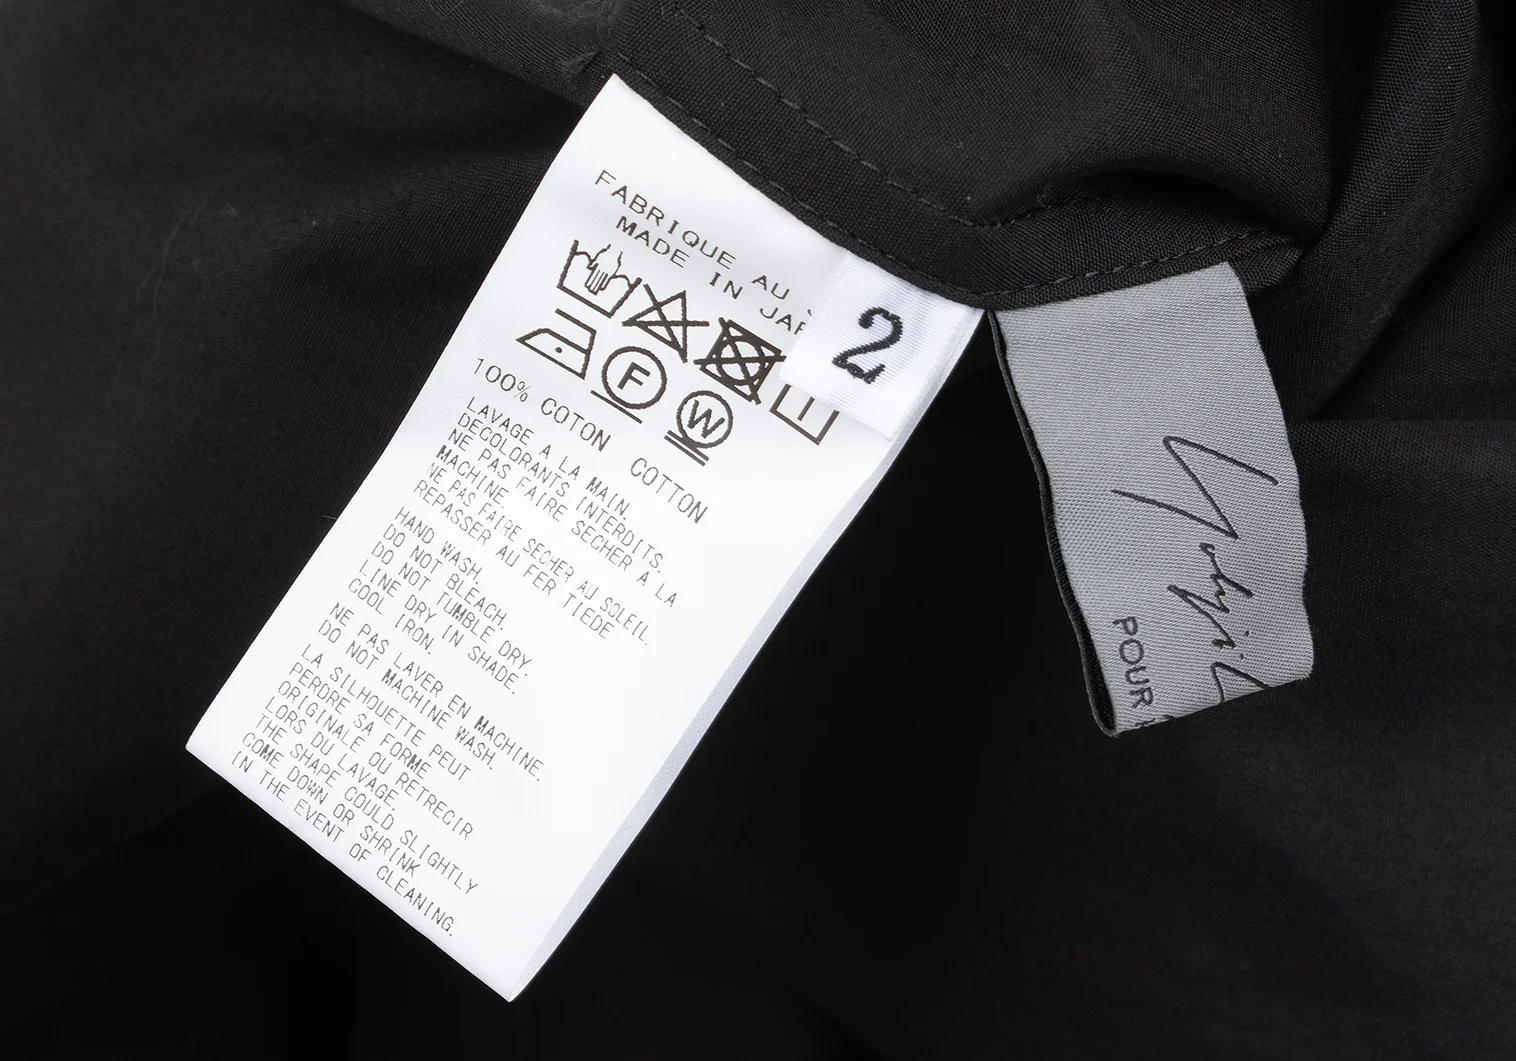 FABRIQUE AU
MADE IN JAP
2
F
W
100% COTON COTTON
LAVAGE A LA MAIN.
DECOLORANTS INTERDITS.
NE PAS FAIRE SECHER A LA
MACHINE.
NE PAS FAIRE SECHER AU SOLEIL.
REPASSER AU FER TIEDE
HAND WASH.
DO NOT BLEACH.
DO NOT TUMBLE DRY.
LINE DRY IN SHADE.
COOL IRON.
NE PAS LAVER EN MACHINE.
DO NOT MACHINE WASH.
LA SILHOUETTE PEUT
PERDRE SA FORME
ORIGINALE OU RETRECIR
LORS DU LAVAGE.
THE SHAPE COULD SLIGHTLY
COME DOWN OR SHRINK
IN THE EVENT OF CLEANING.
Yohji
POUR